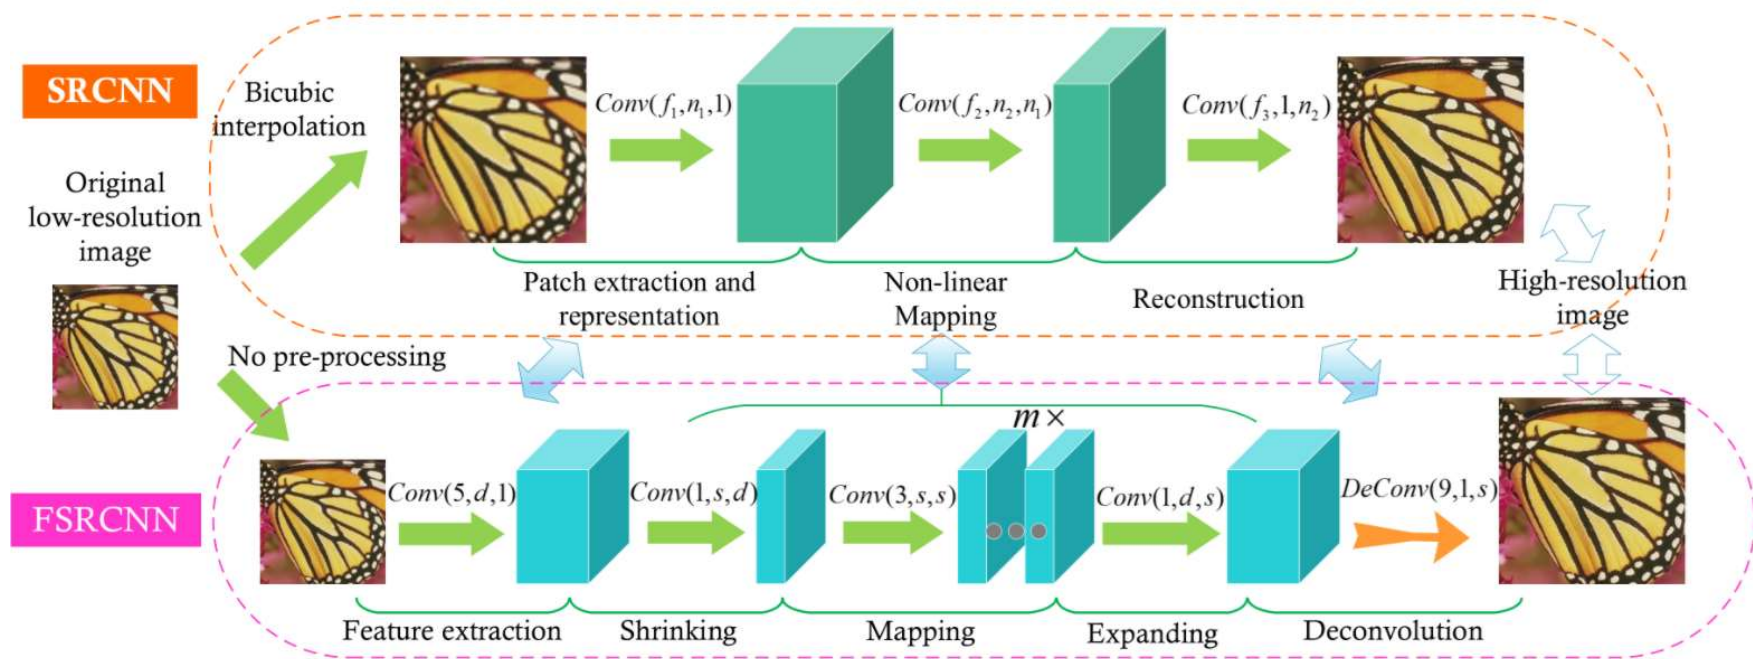 SRCNN
Bicubic
interpolation
Conv(f₁,n₁,1)
Conv(f₂,n₂,n₁)
Conv(f₃,1,n₂)
Original
low-resolution
image
Patch extraction and
representation
Non-linear
Mapping
Reconstruction
High-resolution
image
No pre-processing
m ×
FSRCNN
Conv(5,d,1)
Conv(1,s,d)
Conv(3,s,s)
Conv(1,d,s)
DeConv(9,1,s)
Feature extraction
Shrinking
Mapping
Expanding
Deconvolution